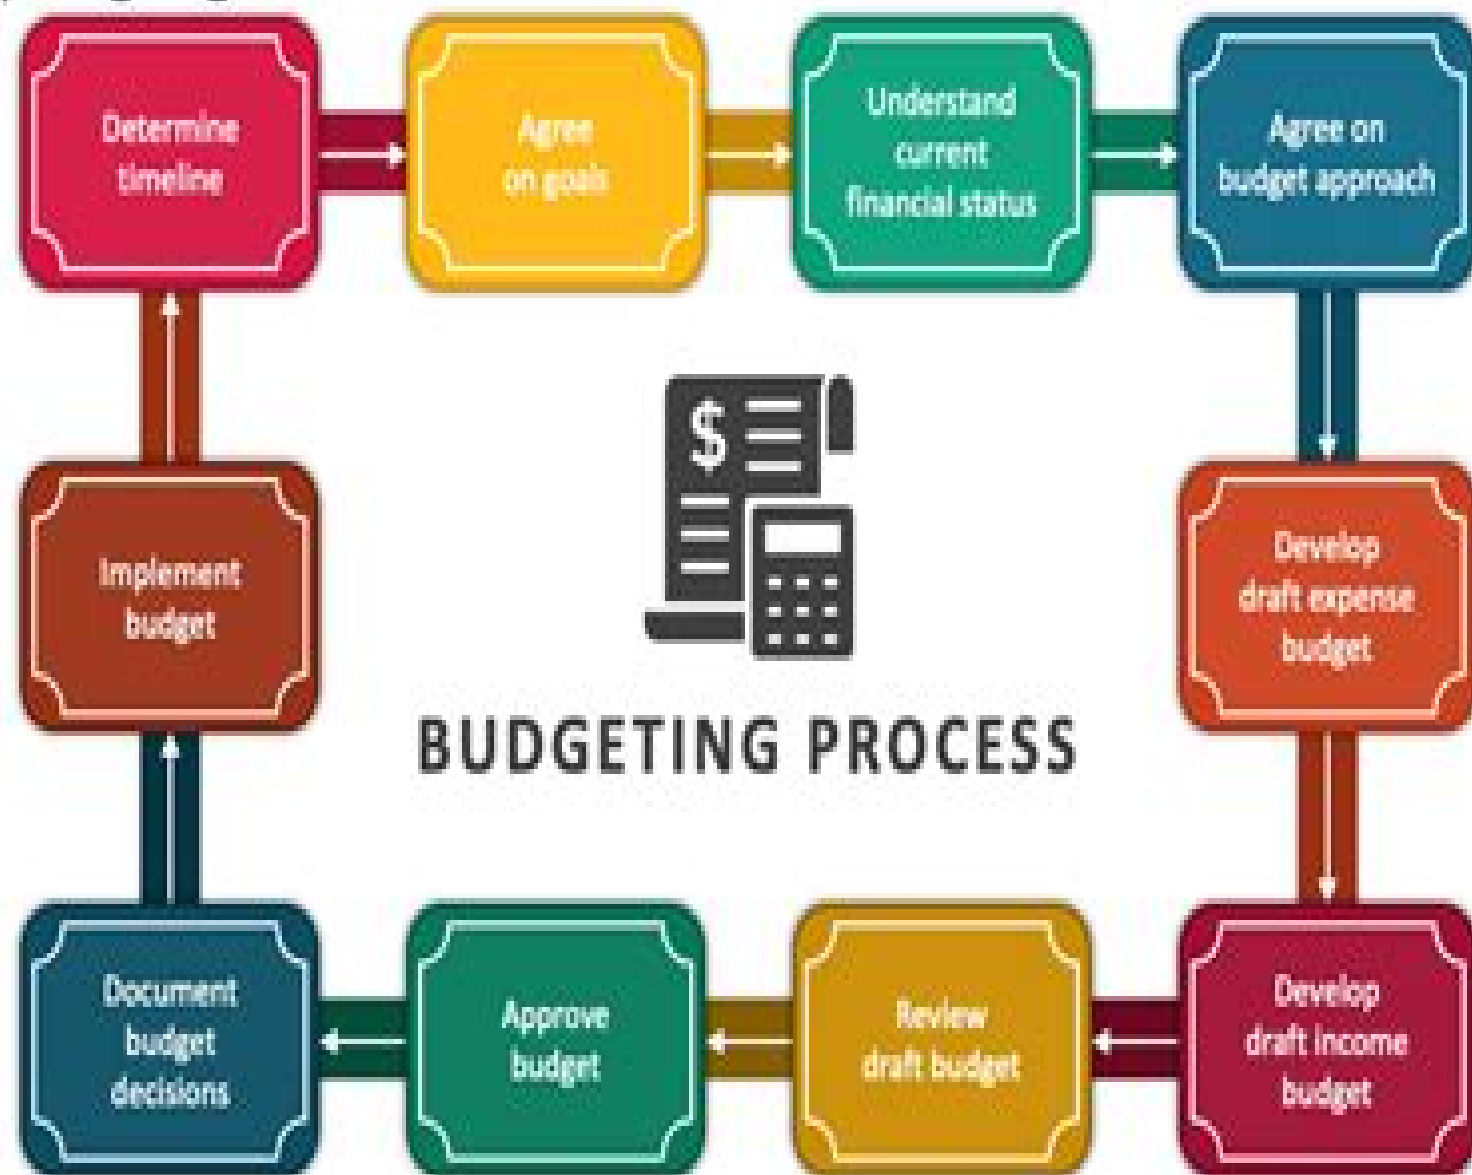 Determine
timeline
Agree
on goals
Understand
current
financial status
Agree on
budget approach
Develop
draft expense
budget
Develop
draft income
budget
Review
draft budget
Approve
budget
Document
budget
decisions
Implement
budget
$
BUDGETING PROCESS